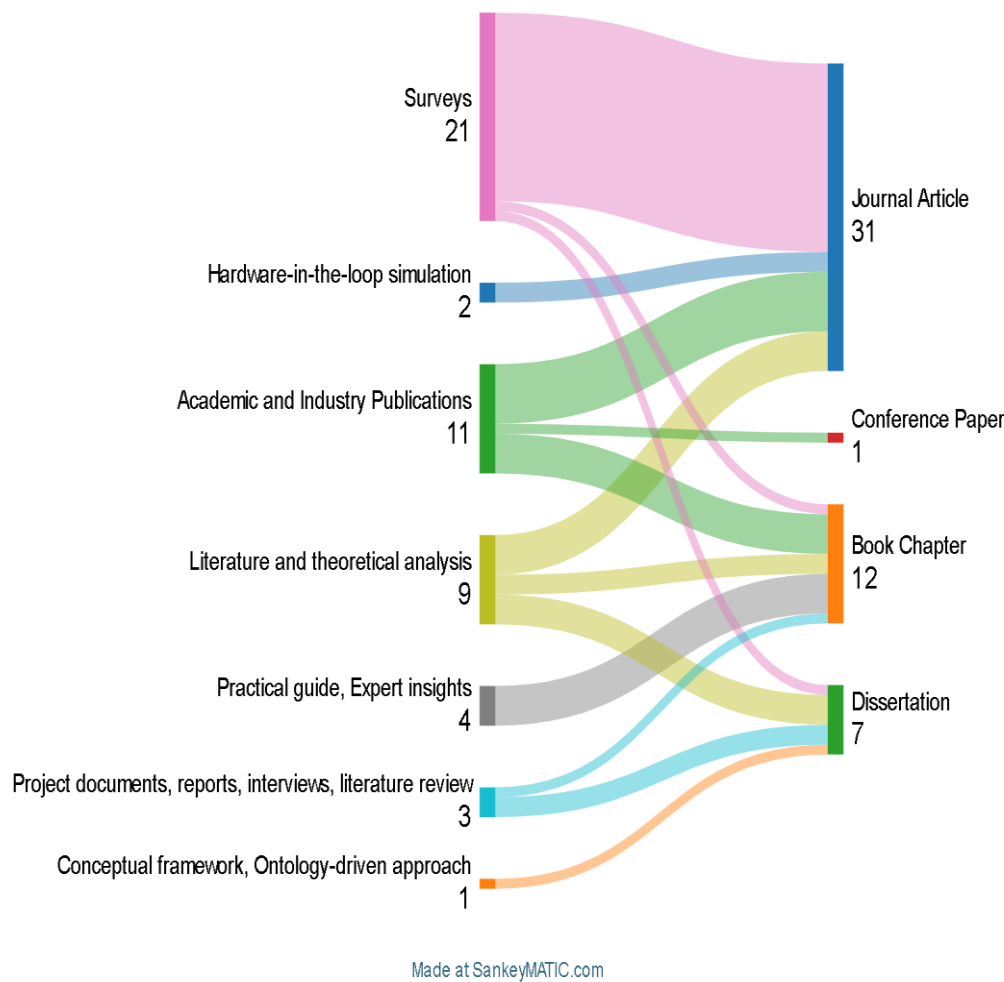 Surveys
21
Journal Article
31
Hardware-in-the-loop simulation
2
Academic and Industry Publications
11
Conference Paper
1
Literature and theoretical analysis
9
Book Chapter
12
Practical guide, Expert insights
4
Dissertation
7
Project documents, reports, interviews, literature review
3
Conceptual framework, Ontology-driven approach
1
Made at SankeyMATIC.com